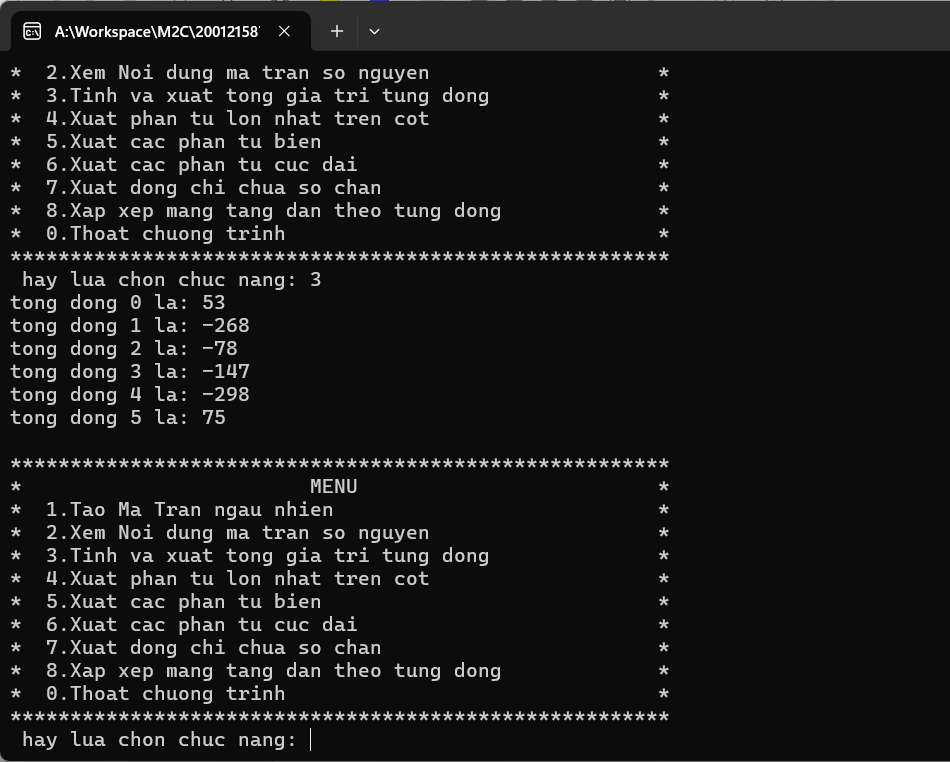 A:\Workspace\M2C\20012158
*  2.Xem Noi dung ma tran so nguyen                   *
*  3.Tinh va xuat tong gia tri tung dong              *
*  4.Xuat phan tu lon nhat tren cot                   *
*  5.Xuat cac phan tu bien                            *
*  6.Xuat cac phan tu cuc dai                         *
*  7.Xuat dong chi chua so chan                       *
*  8.Xap xep mang tang dan theo tung dong             *
*  0.Thoat chuong trinh                               *
*******************************************************
 hay lua chon chuc nang: 3
tong dong 0 la: 53
tong dong 1 la: -268
tong dong 2 la: -78
tong dong 3 la: -147
tong dong 4 la: -298
tong dong 5 la: 75

*******************************************************
*                        MENU                         *
*  1.Tao Ma Tran ngau nhien                           *
*  2.Xem Noi dung ma tran so nguyen                   *
*  3.Tinh va xuat tong gia tri tung dong              *
*  4.Xuat phan tu lon nhat tren cot                   *
*  5.Xuat cac phan tu bien                            *
*  6.Xuat cac phan tu cuc dai                         *
*  7.Xuat dong chi chua so chan                       *
*  8.Xap xep mang tang dan theo tung dong             *
*  0.Thoat chuong trinh                               *
*******************************************************
 hay lua chon chuc nang: